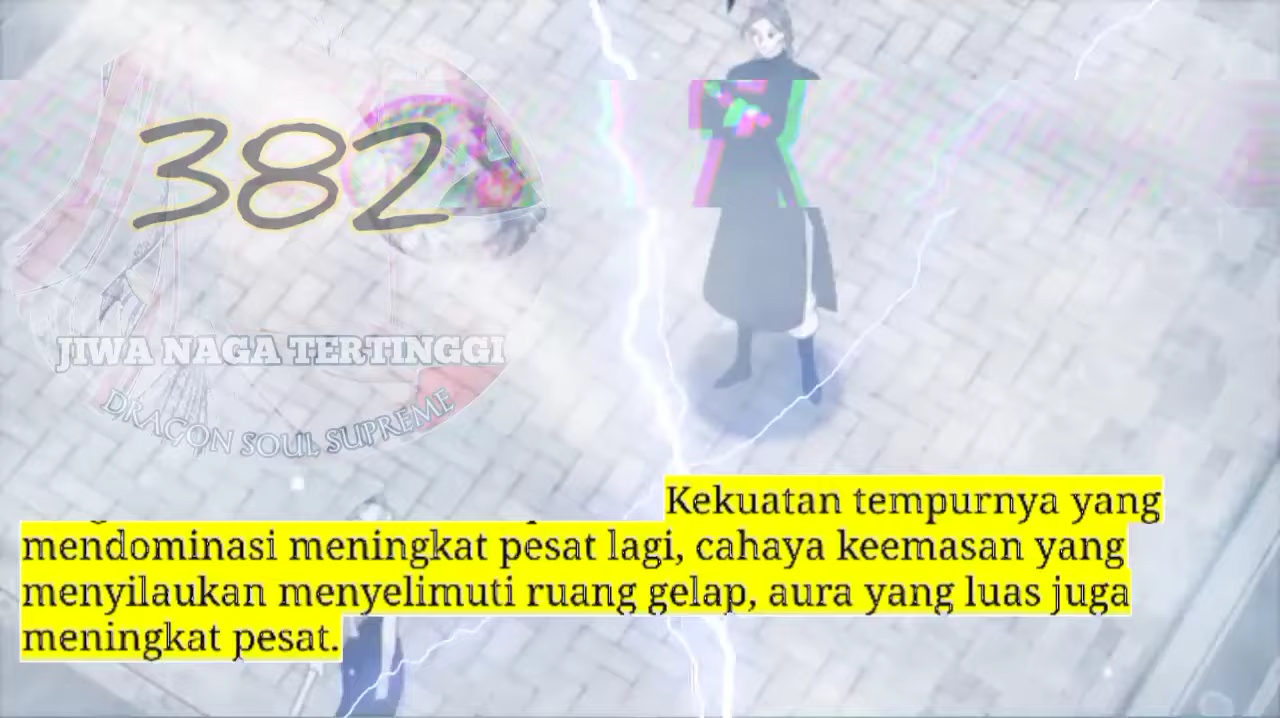 382
JIWA NAGA TERTINGGI
DRAGON SOUL SUPREME
Kekuatan tempurnya yang
mendominasi meningkat pesat lagi, cahaya keemasan yang
menyilaukan menyelimuti ruang gelap, aura yang luas juga
meningkat pesat.